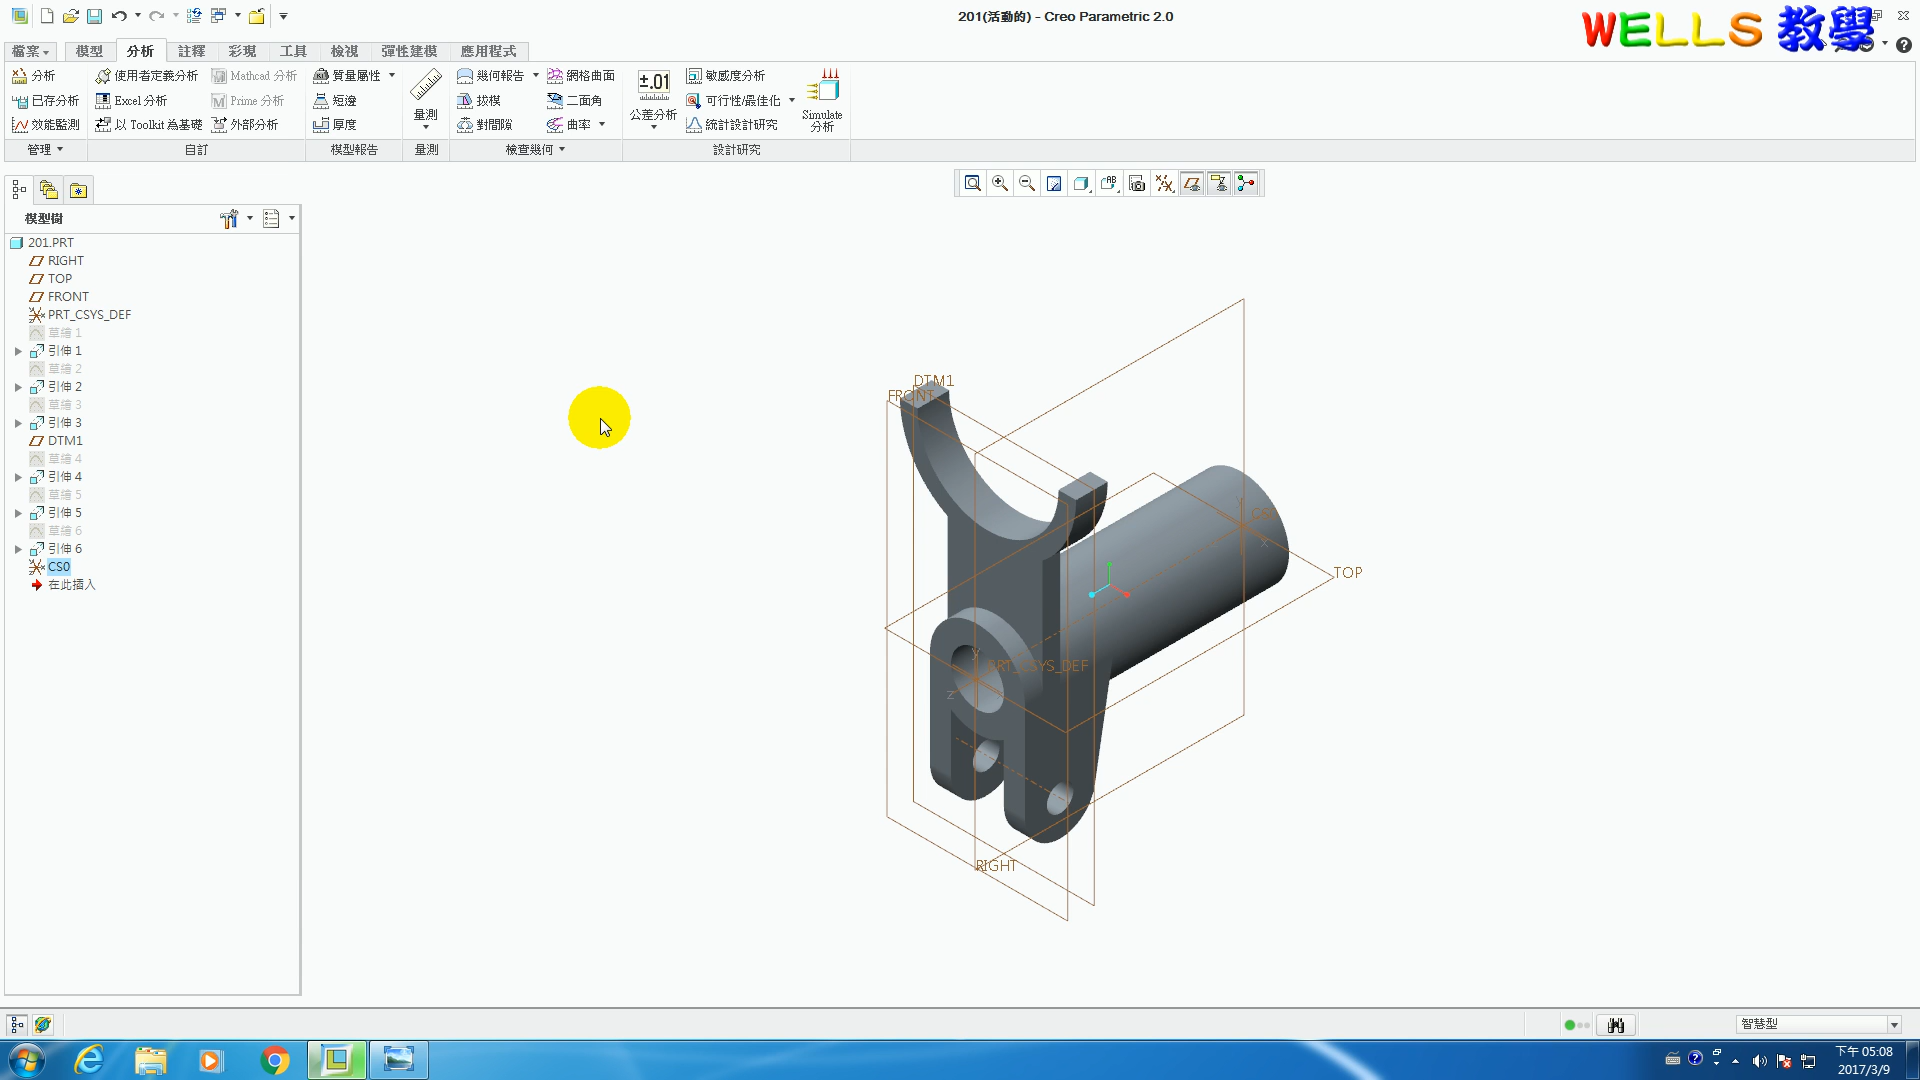 201(活動的) - Creo Parametric 2.0
WELLS 教學
檔案 模型 分析 註釋 彩現 工具 檢視 彈性建模 應用程式
分析 使用者定義分析 Mathcad 分析 質量屬性 幾何報告 網格曲面 敏感度分析
已存分析 Excel 分析 Prime 分析 短邊 量測 拔模 二面角 ±.01 公差分析 可行性/最佳化 Simulate 分析
效能監測 以 Toolkit 為基礎 外部分析 厚度 對間隙 曲率 統計設計研究
管理 自訂 模型報告 量測 檢查幾何 設計研究
模型樹
201.PRT
RIGHT
TOP
FRONT
PRT_CSYS_DEF
草繪 1
引伸 1
草繪 2
引伸 2
草繪 3
引伸 3
DTM1
草繪 4
引伸 4
草繪 5
引伸 5
草繪 6
引伸 6
CS0
在此插入
DTM1
FRONT
Y
CS0
X
TOP
Y
PRT_CSYS_DEF
Z
RIGHT
智慧型
下午 05:08
2017/3/9